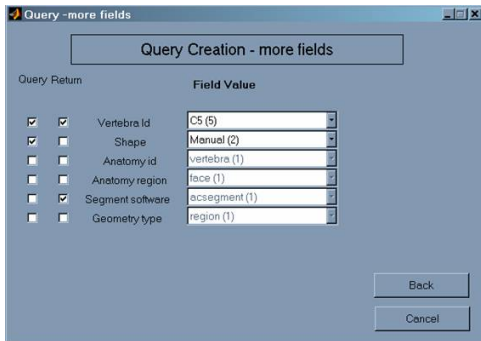 Query -more fields
Query Creation - more fields
Query Return Field Value
Vertebra Id C5 (5)
Shape Manual (2)
Anatomy id vertebra (1)
Anatomy region face (1)
Segment software acsegment (1)
Geometry type region (1)
Back
Cancel